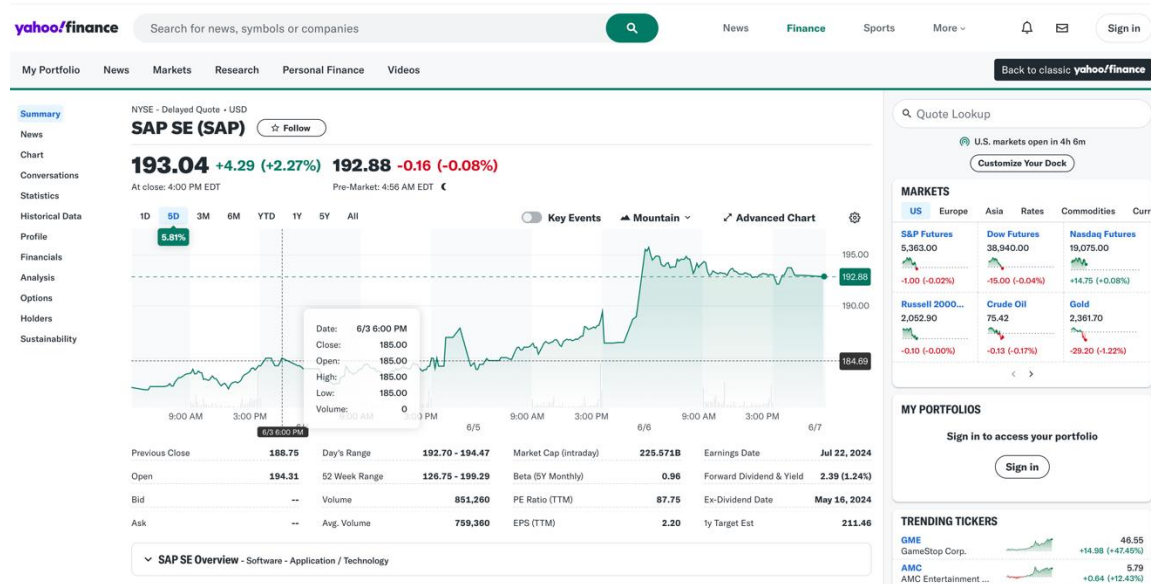 yahoo!finance Search for news, symbols or companies News Finance Sports More Sign in
My Portfolio News Markets Research Personal Finance Videos Back to classic yahoo!finance
Summary
News
Chart
Conversations
Statistics
Historical Data
Profile
Financials
Analysis
Options
Holders
Sustainability
NYSE - Delayed Quote • USD
SAP SE (SAP) ☆ Follow
193.04 +4.29 (+2.27%) 192.88 -0.16 (-0.08%)
At close: 4:00 PM EDT Pre-Market: 4:56 AM EDT
1D 5D 3M 6M YTD 1Y 5Y All Key Events Mountain Advanced Chart
5.81%
195.00
192.88
190.00
184.69
Date: 6/3 6:00 PM
Close: 185.00
Open: 185.00
High: 185.00
Low: 185.00
Volume: 0
9:00 AM 3:00 PM 9:00 AM 3:00 PM 9:00 AM 3:00 PM 9:00 AM 3:00 PM
6/3 6:00 PM 6/5 6/6 6/7
Previous Close 188.75 Day's Range 192.70 - 194.47 Market Cap (intraday) 225.571B Earnings Date Jul 22, 2024
Open 194.31 52 Week Range 126.75 - 199.29 Beta (5Y Monthly) 0.96 Forward Dividend & Yield 2.39 (1.24%)
Bid -- Volume 851,260 PE Ratio (TTM) 87.75 Ex-Dividend Date May 16, 2024
Ask -- Avg. Volume 759,360 EPS (TTM) 2.20 1y Target Est 211.46
SAP SE Overview - Software - Application / Technology
Quote Lookup
U.S. markets open in 4h 6m
Customize Your Dock
MARKETS
US Europe Asia Rates Commodities Curr
S&P Futures Dow Futures Nasdaq Futures
5,363.00 38,940.00 19,075.00
-1.00 (-0.02%) -15.00 (-0.04%) +14.75 (+0.08%)
Russell 2000... Crude Oil Gold
2,052.90 75.42 2,361.70
-0.10 (-0.00%) -0.13 (-0.17%) -29.20 (-1.22%)
MY PORTFOLIOS
Sign in to access your portfolio
Sign in
TRENDING TICKERS
GME 46.55
GameStop Corp. +14.98 (+47.45%)
AMC 5.79
AMC Entertainment ... +0.64 (+12.43%)